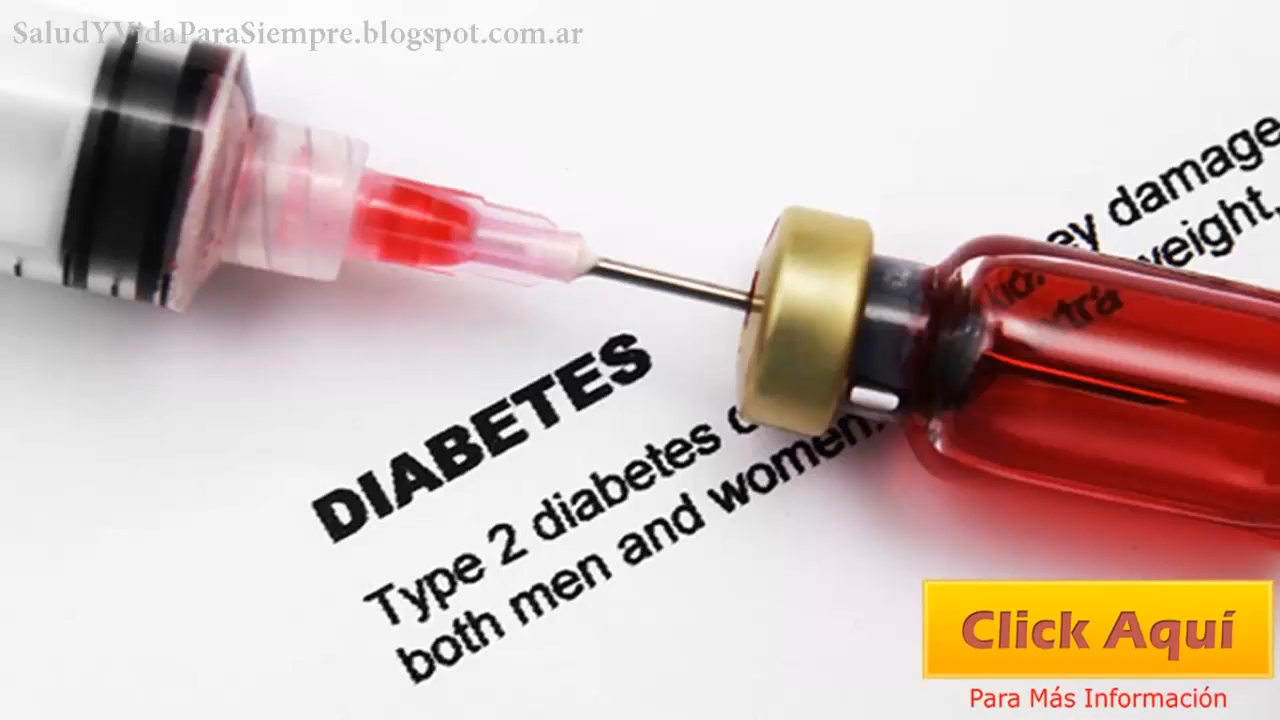 SaludYVidaParaSiempre.blogspot.com.ar
ey damage
weight,
DIABETES
Type 2 diabetes
both men and women
Click Aquí
Para Más Información